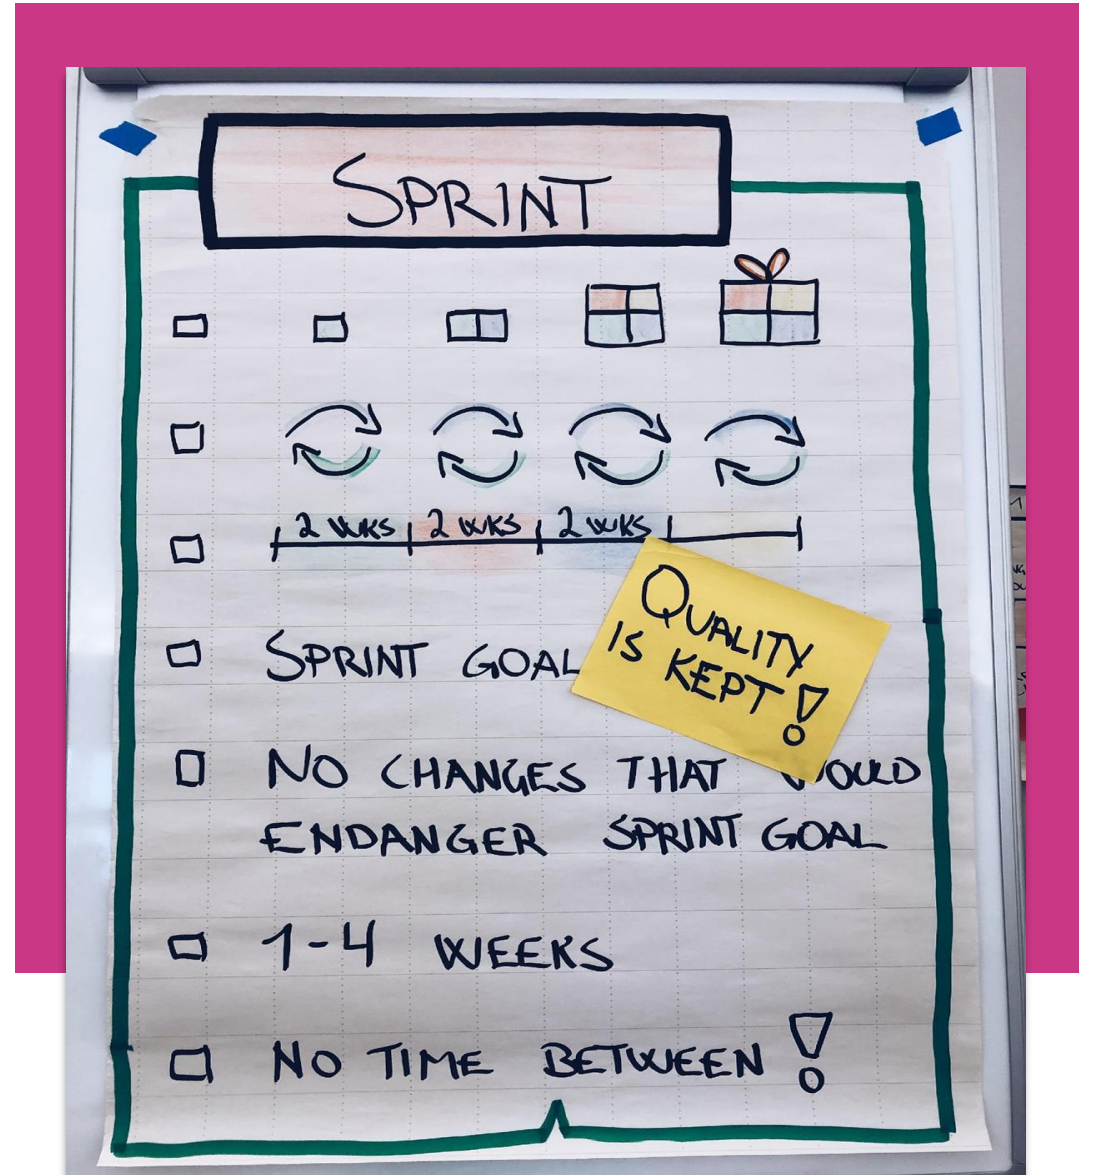 SPRINT
2 WKS 2 WKS 2 WKS
QUALITY
IS KEPT!
SPRINT GOAL
NO CHANGES THAT WOULD
ENDANGER SPRINT GOAL
1-4 WEEKS
NO TIME BETWEEN!